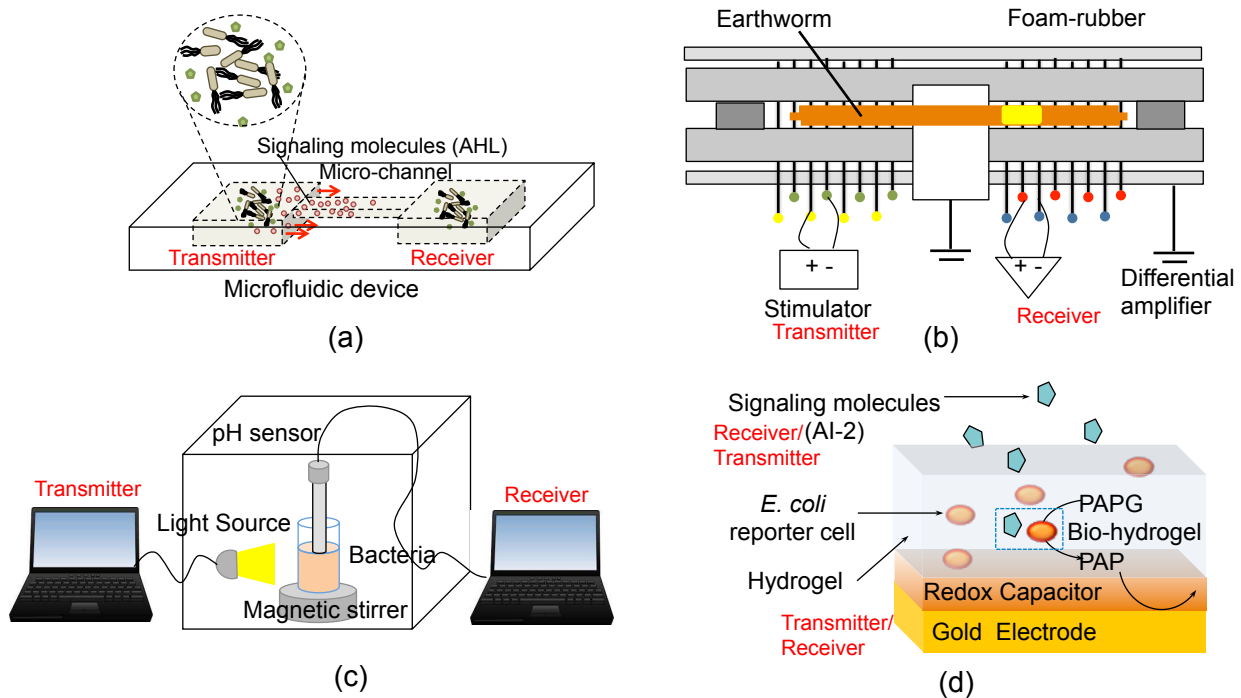 Signaling molecules (AHL)
Micro-channel
Transmitter
Receiver
Microfluidic device
(a)
Earthworm
Foam-rubber
+ -
Stimulator
Transmitter
+ -
Receiver
Differential
amplifier
(b)
pH sensor
Transmitter
Light Source
Bacteria
Magnetic stirrer
Receiver
(c)
Signaling molecules
Receiver/(AI-2)
Transmitter
E. coli
reporter cell
Hydrogel
PAPG
Bio-hydrogel
PAP
Redox Capacitor
Transmitter/
Receiver
Gold Electrode
(d)